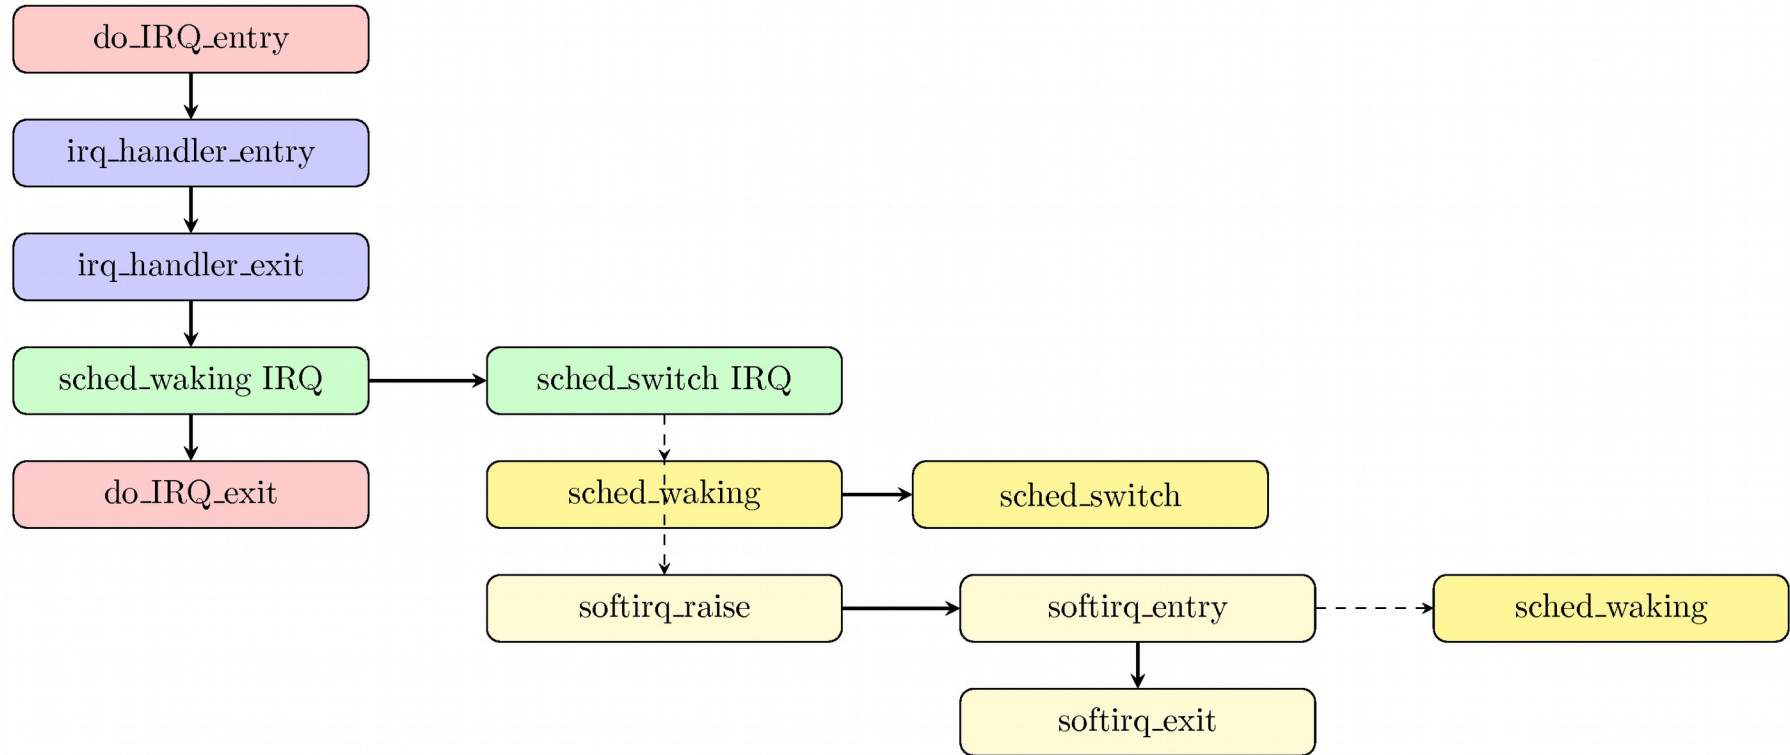 do_IRQ_entry
irq_handler_entry
irq_handler_exit
sched_waking IRQ
sched_switch IRQ
do_IRQ_exit
sched_waking
sched_switch
softirq_raise
softirq_entry
sched_waking
softirq_exit